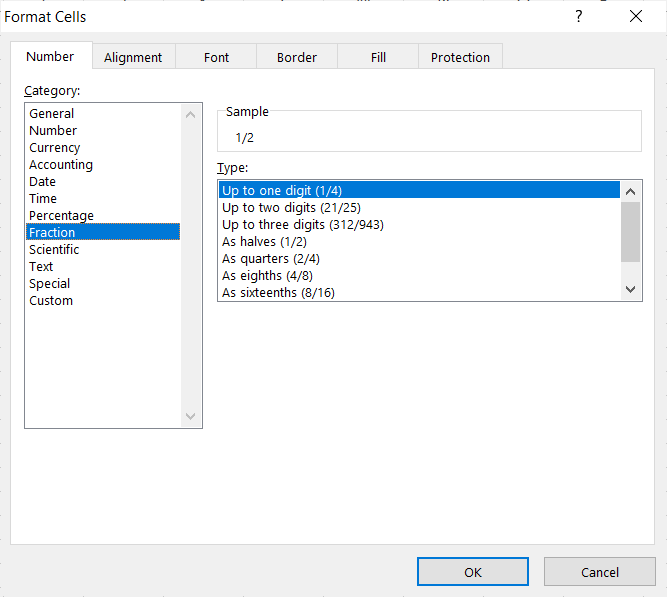 Format Cells
?
Number Alignment Font Border Fill Protection
Category:
General
Number
Currency
Accounting
Date
Time
Percentage
Fraction
Scientific
Text
Special
Custom
Sample
1/2
Type:
Up to one digit (1/4)
Up to two digits (21/25)
Up to three digits (312/943)
As halves (1/2)
As quarters (2/4)
As eighths (4/8)
As sixteenths (8/16)
OK Cancel